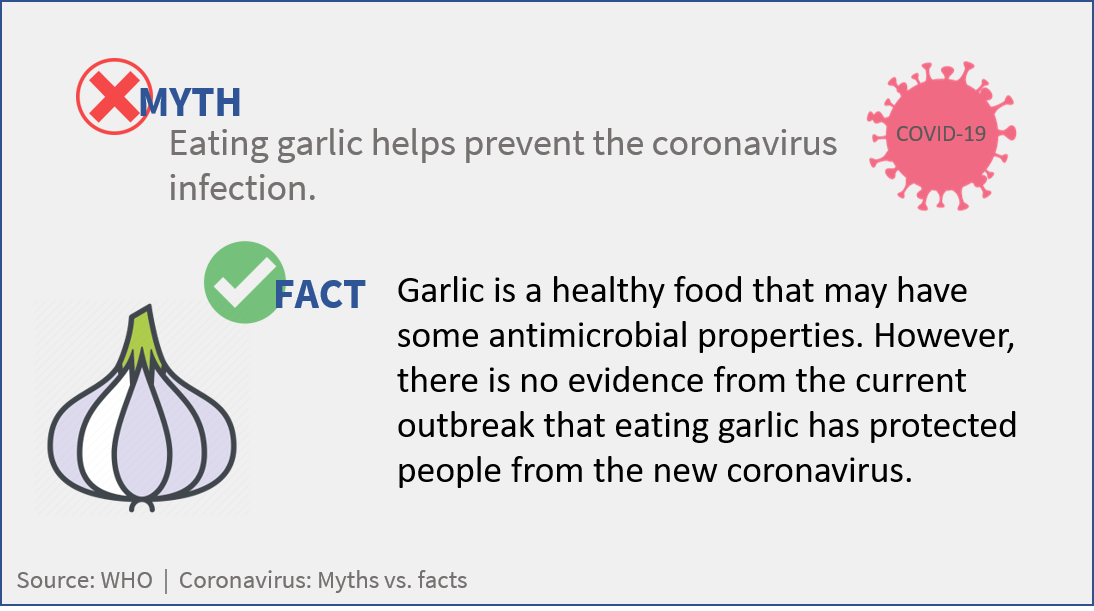 MYTH
Eating garlic helps prevent the coronavirus
infection.
COVID-19
FACT
Garlic is a healthy food that may have
some antimicrobial properties. However,
there is no evidence from the current
outbreak that eating garlic has protected
people from the new coronavirus.
Source: WHO | Coronavirus: Myths vs. facts